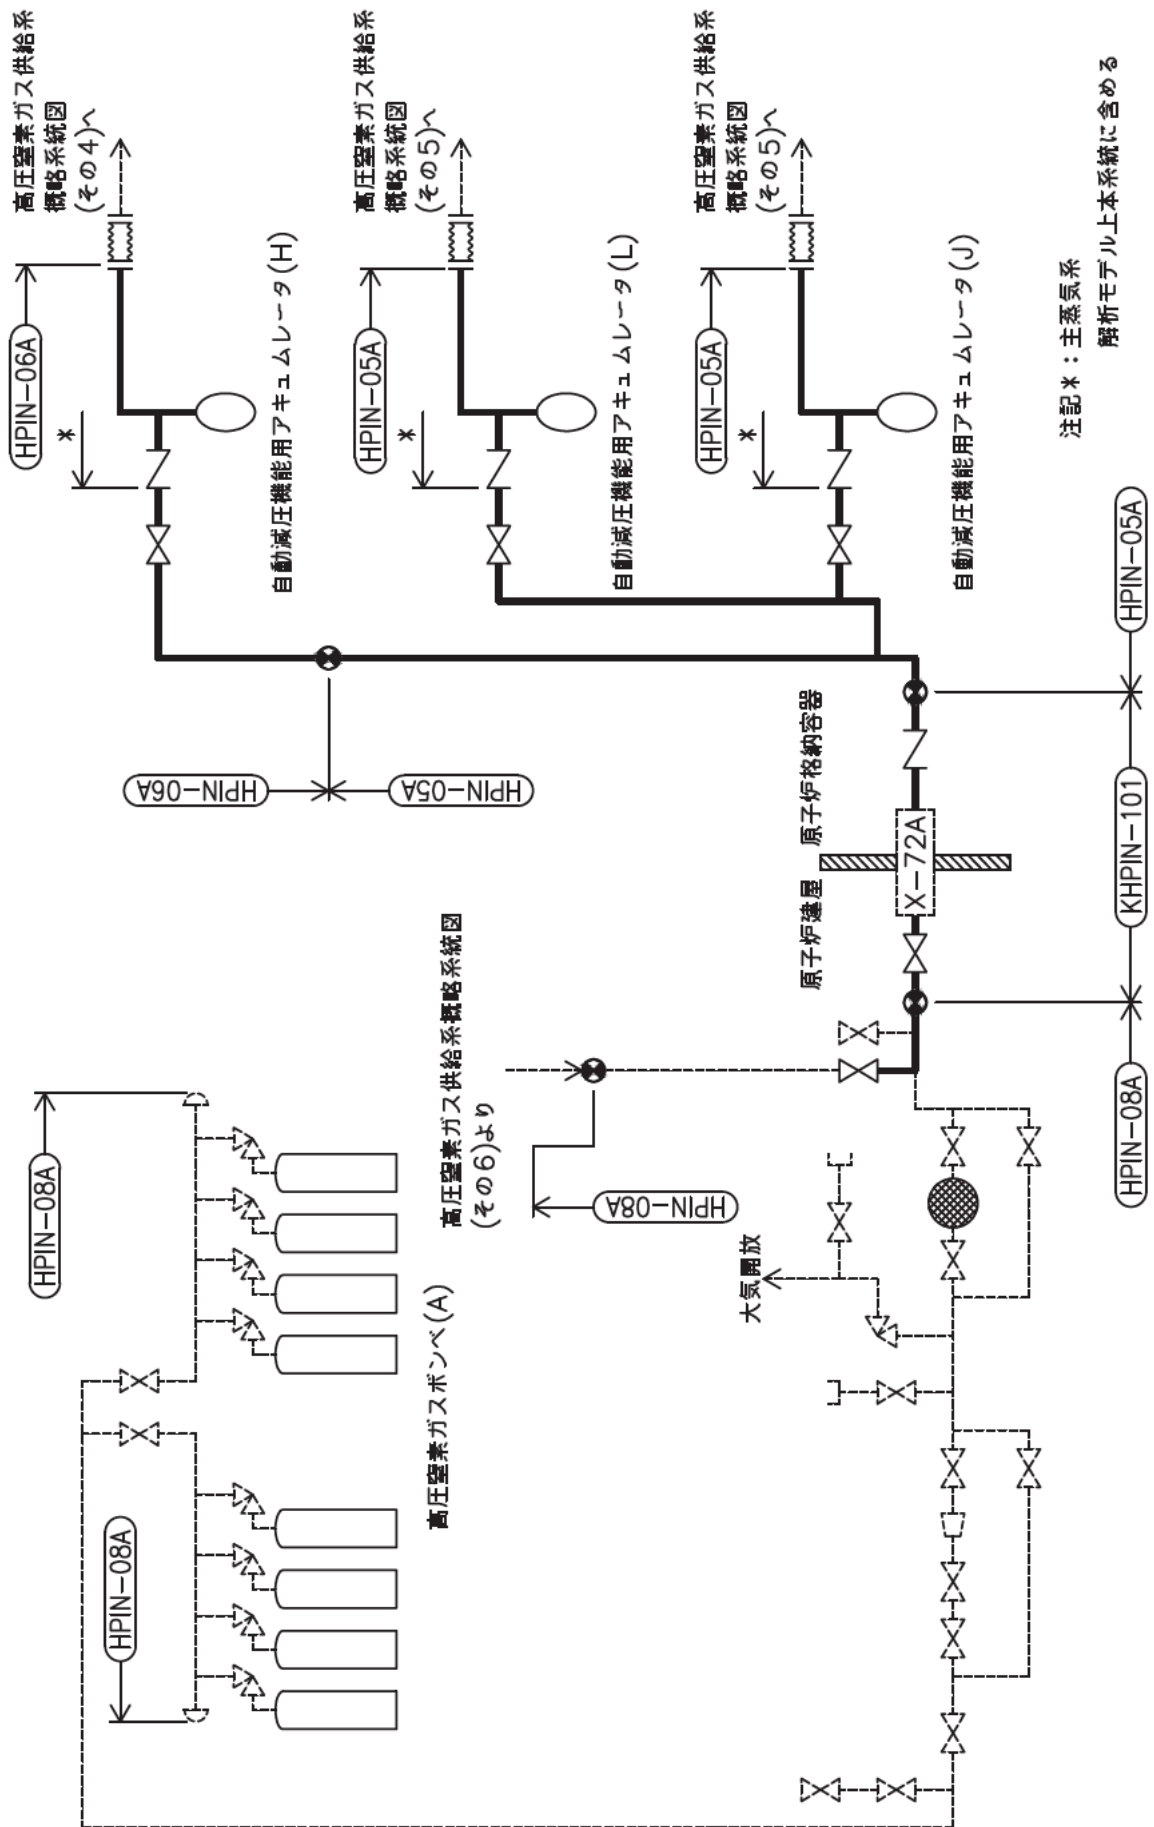 高圧窒素ガス供給系
概略系統図
(その4)へ
HPIN-06A
*
自動減圧機能用アキュムレータ(H)
高圧窒素ガス供給系
概略系統図
(その5)へ
HPIN-05A
*
自動減圧機能用アキュムレータ(L)
高圧窒素ガス供給系
概略系統図
(その5)へ
HPIN-05A
*
自動減圧機能用アキュムレータ(J)
注記*：主蒸気系
解析モデル上本系統に含める
HPIN-06A
HPIN-05A
原子炉建屋
原子炉格納容器
X-72A
HPIN-08A
KHPIN-101
HPIN-05A
高圧窒素ガス供給系概略系統図
(その6)より
HPIN-08A
大気開放
HPIN-08A
HPIN-08A
高圧窒素ガスボンベ(A)